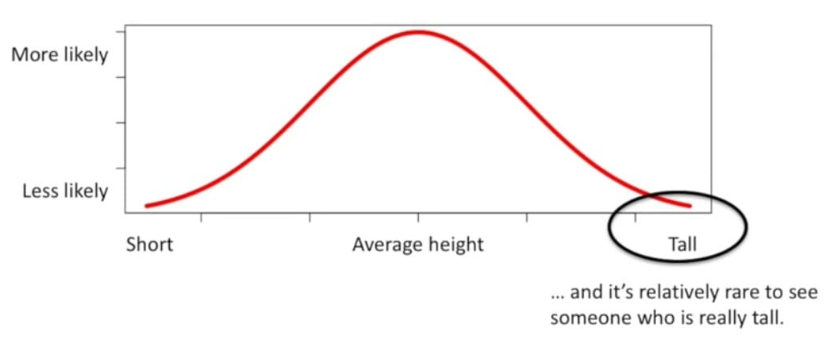 More likely
Less likely
Short
Average height
Tall
... and it's relatively rare to see
someone who is really tall.